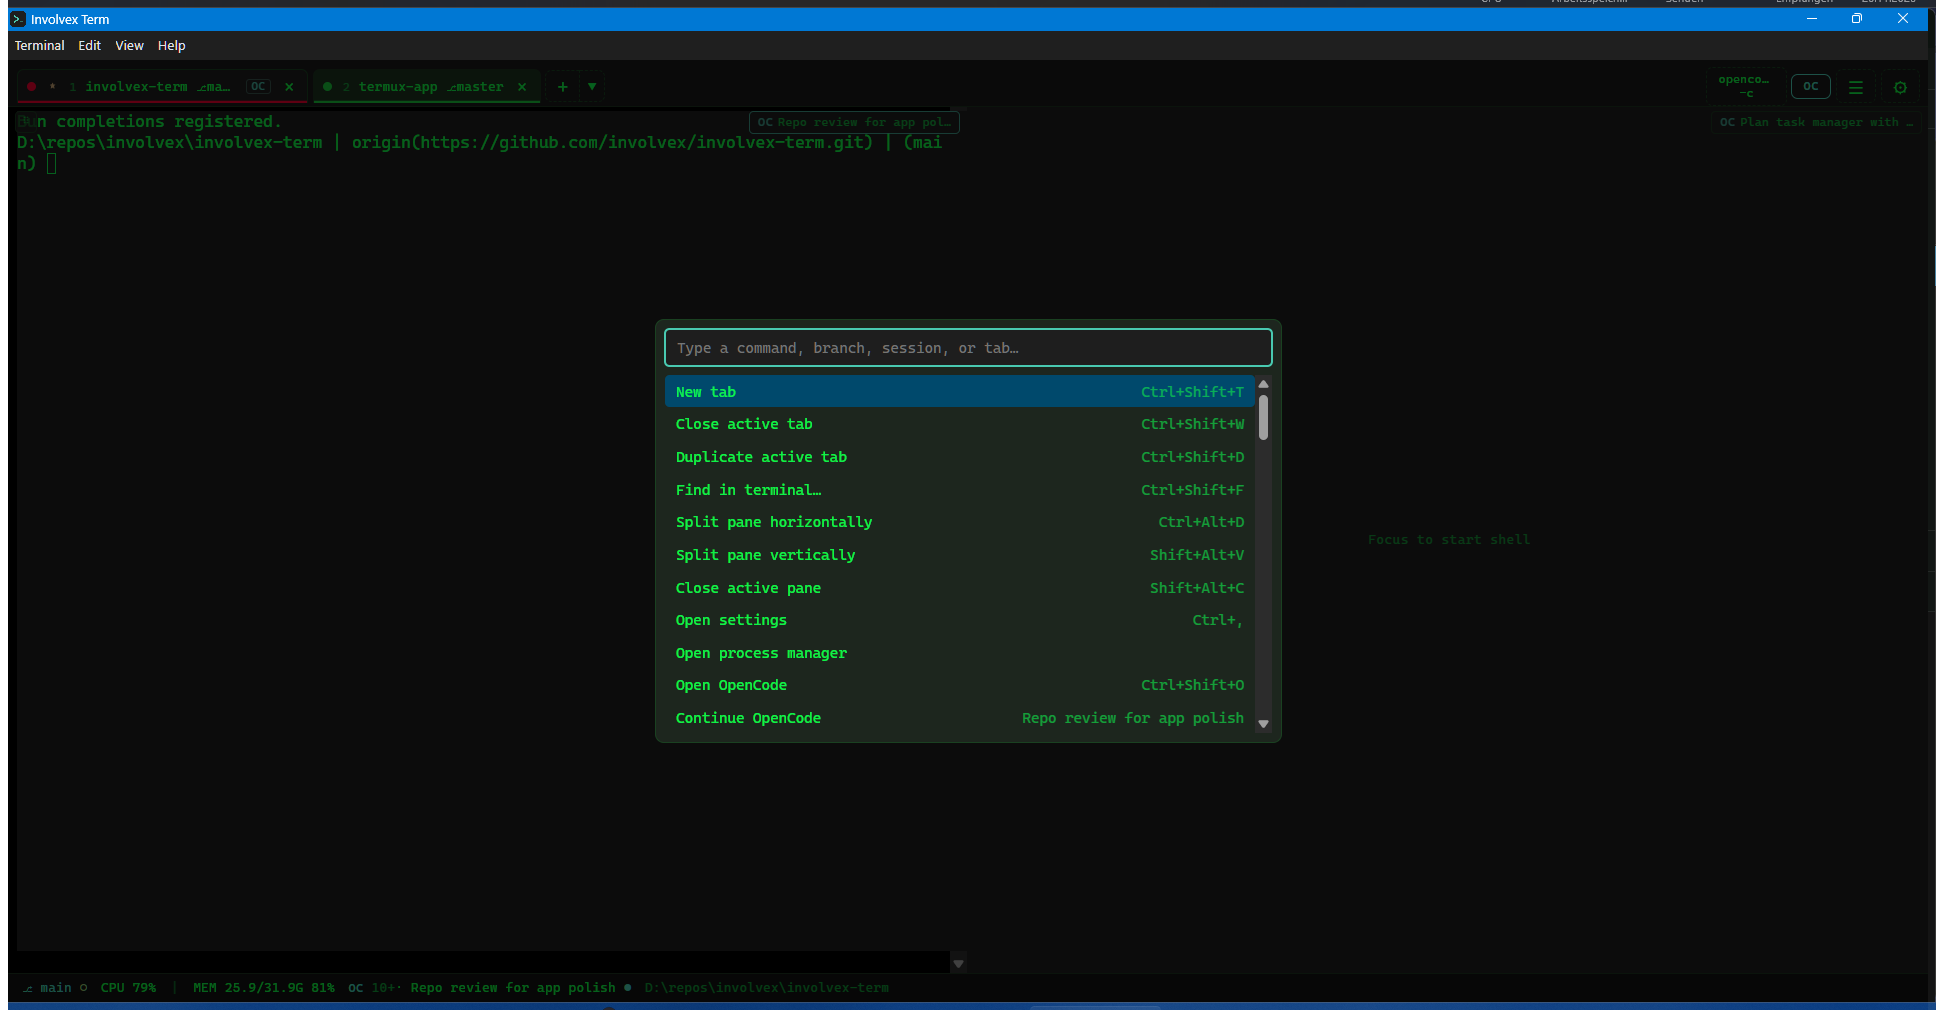 Involvex Term
Terminal Edit View Help
* 1 involvex-term ma… OC × 2 termux-app master × + ▼
openco… -c
OC
n completions registered.
OC Repo review for app pol…
OC Plan task manager with …
D:\repos\involvex\involvex-term | origin(https://github.com/involvex/involvex-term.git) | (mai
n)
Type a command, branch, session, or tab…
New tab Ctrl+Shift+T
Close active tab Ctrl+Shift+W
Duplicate active tab Ctrl+Shift+D
Find in terminal… Ctrl+Shift+F
Split pane horizontally Ctrl+Alt+D
Split pane vertically Shift+Alt+V
Close active pane Shift+Alt+C
Open settings Ctrl+,
Open process manager
Open OpenCode Ctrl+Shift+O
Continue OpenCode Repo review for app polish
Focus to start shell
main CPU 79% | MEM 25.9/31.9G 81% OC 10+· Repo review for app polish ● D:\repos\involvex\involvex-term